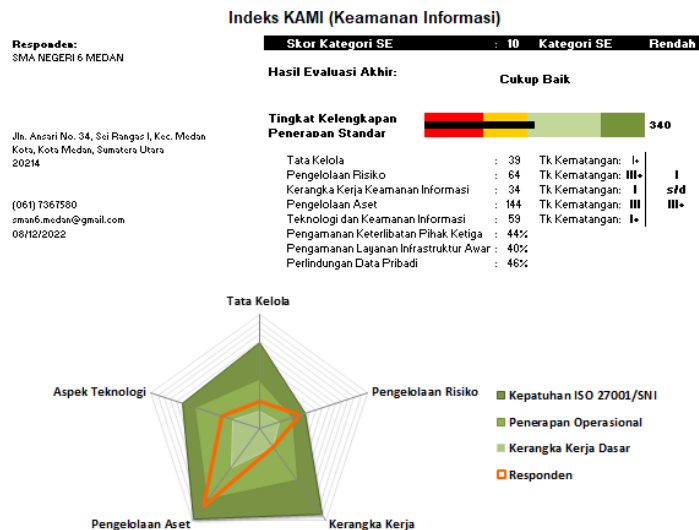 Indeks KAMI (Keamanan Informasi)
Responden:
SMA NEGERI 6 MEDAN
Jln. Ansari No. 34, Sei Rangas I, Kec. Medan
Kota, Kota Medan, Sumatera Utara
20214
(061) 7367580
sman6.medan@gmail.com
08/12/2022
Skor Kategori SE : 10 Kategori SE Rendah
Hasil Evaluasi Akhir: Cukup Baik
Tingkat Kelengkapan
Penerapan Standar 340
Tata Kelola : 39 Tk Kematangan: I+
Pengelolaan Risiko : 64 Tk Kematangan: III+ I
Kerangka Kerja Keamanan Informasi : 34 Tk Kematangan: I s/d
Pengelolaan Aset : 144 Tk Kematangan: III III+
Teknologi dan Keamanan Informasi : 59 Tk Kematangan: I+
Pengamanan Keterlibatan Pihak Ketiga : 44%
Pengamanan Layanan Infrastruktur Awar : 40%
Perlindungan Data Pribadi : 46%
Tata Kelola
Pengelolaan Risiko
Kerangka Kerja
Pengelolaan Aset
Aspek Teknologi
Kepatuhan ISO 27001/SNI
Penerapan Operasional
Kerangka Kerja Dasar
Responden